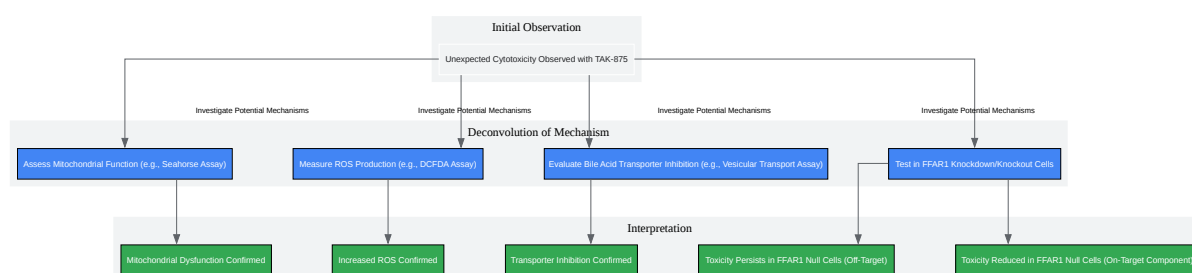 Initial Observation
Unexpected Cytotoxicity Observed with TAK-875
Investigate Potential Mechanisms
Investigate Potential Mechanisms
Investigate Potential Mechanisms
Investigate Potential Mechanisms
Deconvolution of Mechanism
Assess Mitochondrial Function (e.g., Seahorse Assay)
Measure ROS Production (e.g., DCFDA Assay)
Evaluate Bile Acid Transporter Inhibition (e.g., Vesicular Transport Assay)
Test in FFAR1 Knockdown/Knockout Cells
Interpretation
Mitochondrial Dysfunction Confirmed
Increased ROS Confirmed
Transporter Inhibition Confirmed
Toxicity Persists in FFAR1 Null Cells (Off-Target)
Toxicity Reduced in FFAR1 Null Cells (On-Target Component)